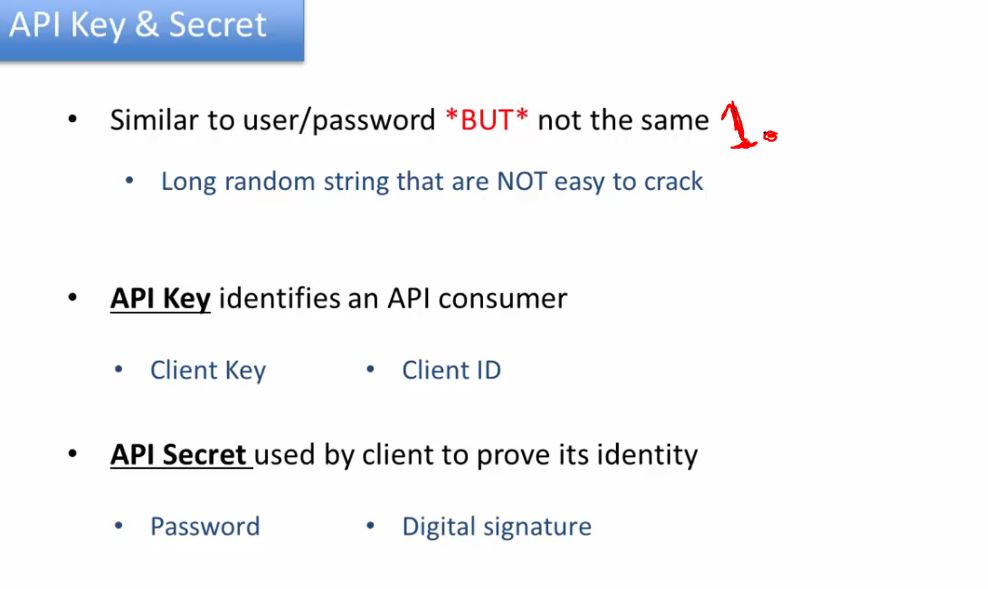 API Key & Secret
• Similar to user/password *BUT* not the same 1.
• Long random string that are NOT easy to crack
• API Key identifies an API consumer
• Client Key • Client ID
• API Secret used by client to prove its identity
• Password • Digital signature